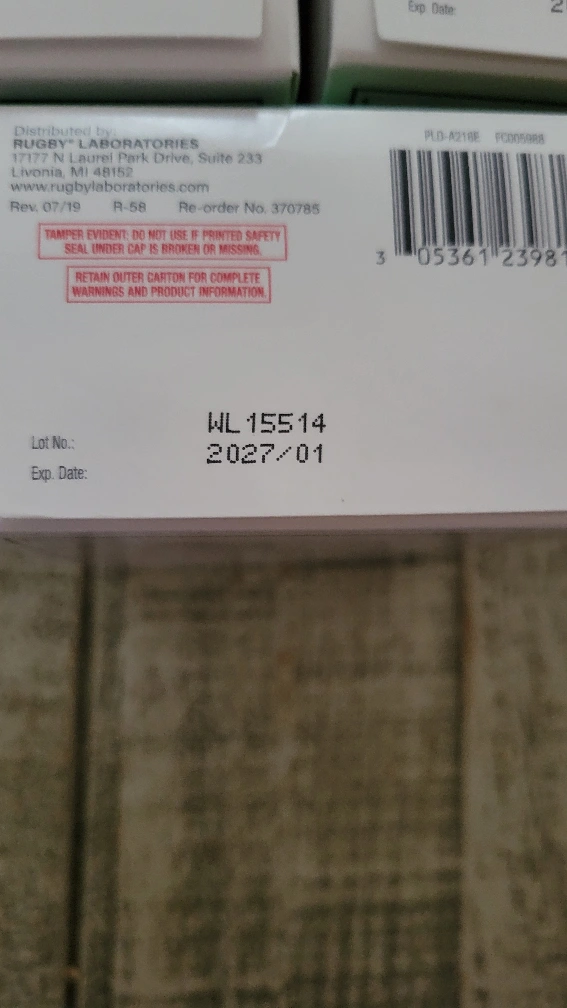 Exp. Date:
Distributed by:
RUGBY® LABORATORIES
17177 N Laurel Park Drive, Suite 233
Livonia, MI 48152
www.rugbylaboratories.com
Rev. 07/19 R-58 Re-order No. 370785
TAMPER EVIDENT: DO NOT USE IF PRINTED SAFETY
SEAL UNDER CAP IS BROKEN OR MISSING.
RETAIN OUTER CARTON FOR COMPLETE
WARNINGS AND PRODUCT INFORMATION.
3 05361 23981
Lot No.: WL15514
Exp. Date: 2027/01